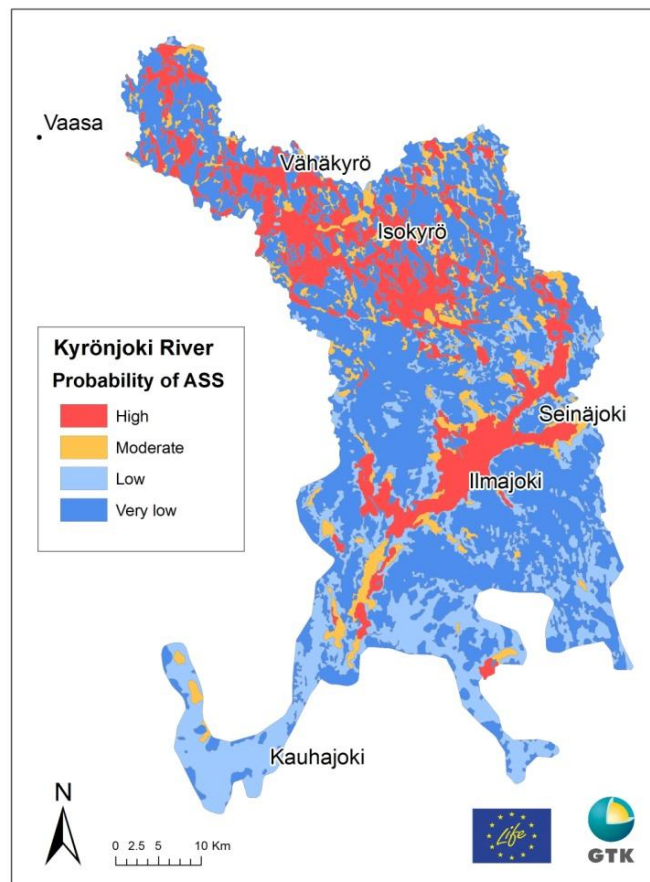 Vaasa
Vähäkyrö
Isokyrö
Kyrönjoki River
Probability of ASS
High
Moderate
Low
Very low
Seinäjoki
Ilmajoki
Kauhajoki
N
0 2.5 5 10 Km
Life
GTK